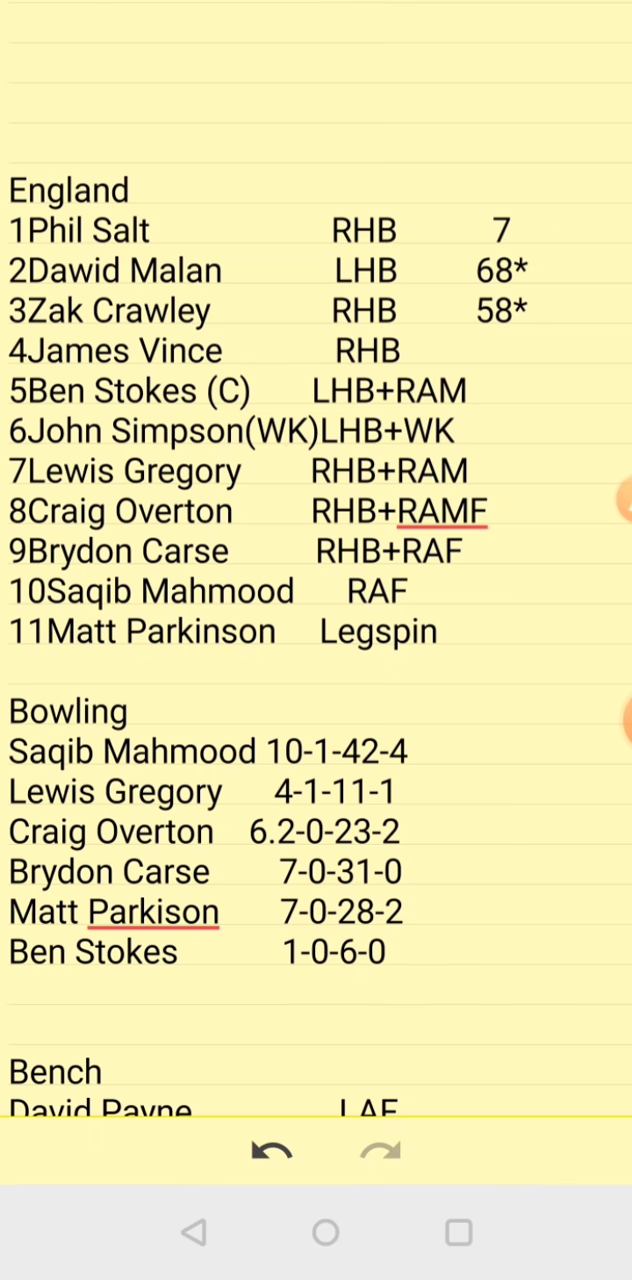 England
1Phil Salt RHB 7
2Dawid Malan LHB 68*
3Zak Crawley RHB 58*
4James Vince RHB
5Ben Stokes (C) LHB+RAM
6John Simpson(WK)LHB+WK
7Lewis Gregory RHB+RAM
8Craig Overton RHB+RAMF
9Brydon Carse RHB+RAF
10Saqib Mahmood RAF
11Matt Parkinson Legspin
Bowling
Saqib Mahmood 10-1-42-4
Lewis Gregory 4-1-11-1
Craig Overton 6.2-0-23-2
Brydon Carse 7-0-31-0
Matt Parkison 7-0-28-2
Ben Stokes 1-0-6-0
Bench
David Payne LAF